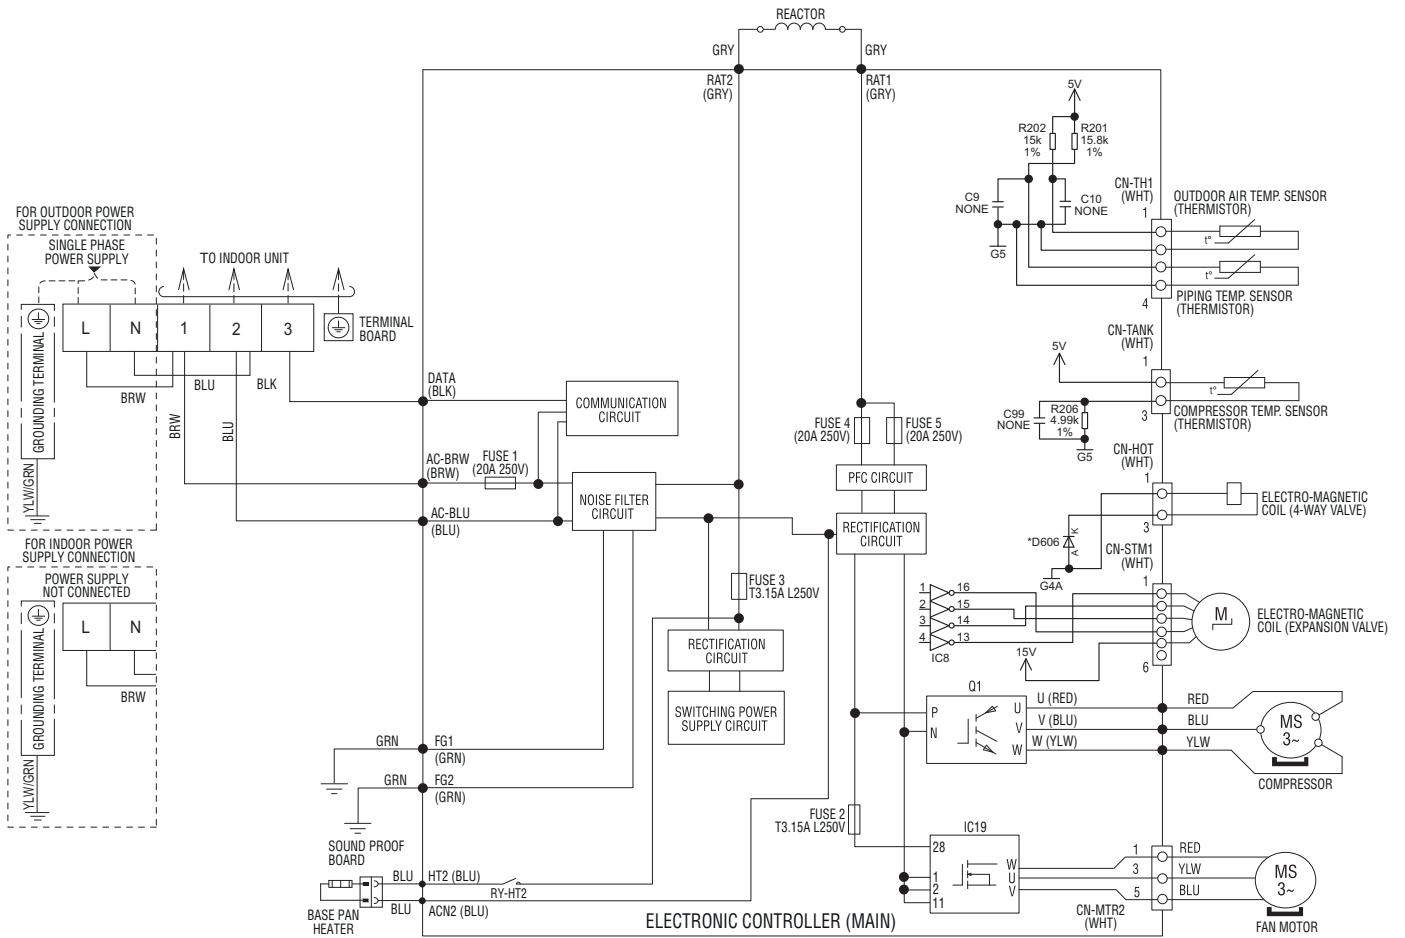 REACTOR
GRY
GRY
RAT2
(GRY)
RAT1
(GRY)
5V
R202
15k
1%
R201
15.8k
1%
C9
NONE
C10
NONE
G5
CN-TH1
(WHT)
1
OUTDOOR AIR TEMP. SENSOR
(THERMISTOR)
t°
t°
PIPING TEMP. SENSOR
(THERMISTOR)
4
FOR OUTDOOR POWER
SUPPLY CONNECTION
SINGLE PHASE
POWER SUPPLY
TO INDOOR UNIT
L
N
1
2
3
TERMINAL
BOARD
GROUNDING TERMINAL
YLW/GRN
BRW
BLU
BLK
BRW
BLU
DATA
(BLK)
COMMUNICATION
CIRCUIT
AC-BRW
(BRW)
FUSE 1
(20A 250V)
AC-BLU
(BLU)
NOISE FILTER
CIRCUIT
FUSE 4
(20A 250V)
FUSE 5
(20A 250V)
PFC CIRCUIT
RECTIFICATION
CIRCUIT
CN-TANK
(WHT)
5V
1
t°
C99
NONE
R206
4.99k
1%
G5
3
COMPRESSOR TEMP. SENSOR
(THERMISTOR)
CN-HOT
(WHT)
1
ELECTRO-MAGNETIC
COIL (4-WAY VALVE)
3
*D606
K
A
G4A
CN-STM1
(WHT)
1
1
2
3
4
16
15
14
13
IC8
15V
6
M
ELECTRO-MAGNETIC
COIL (EXPANSION VALVE)
FOR INDOOR POWER
SUPPLY CONNECTION
POWER SUPPLY
NOT CONNECTED
L
N
GROUNDING TERMINAL
YLW/GRN
BRW
FUSE 3
T3.15A L250V
RECTIFICATION
CIRCUIT
SWITCHING POWER
SUPPLY CIRCUIT
Q1
P
N
U
V
W
U (RED)
V (BLU)
W (YLW)
RED
BLU
YLW
MS
3~
COMPRESSOR
GRN
FG1
(GRN)
GRN
FG2
(GRN)
FUSE 2
T3.15A L250V
IC19
28
1
2
11
W
U
V
1
3
5
RED
YLW
BLU
MS
3~
FAN MOTOR
CN-MTR2
(WHT)
SOUND PROOF
BOARD
BLU
HT2 (BLU)
RY-HT2
BLU
ACN2 (BLU)
BASE PAN
HEATER
ELECTRONIC CONTROLLER (MAIN)